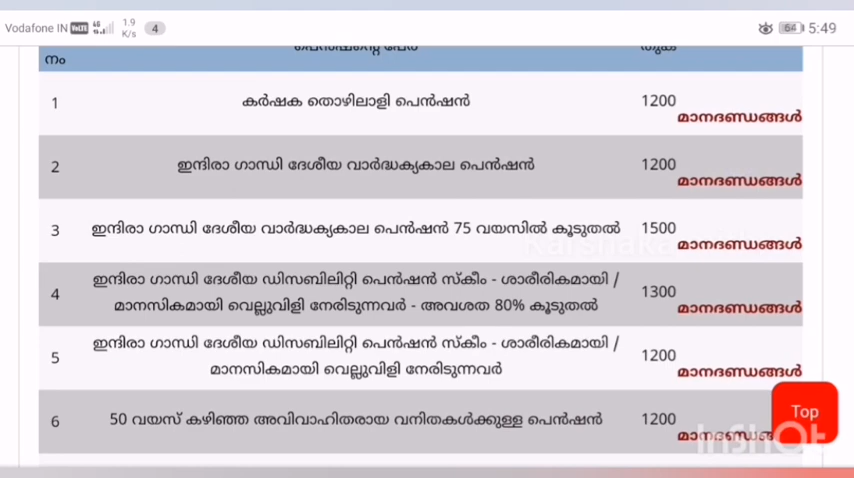 Vodafone IN VoLTE 4G 1.9 K/s 4 64 5:49
നം പെൻഷന്റെ പേര് തുക
1 കർഷക തൊഴിലാളി പെൻഷൻ 1200
മാനദണ്ഡങ്ങൾ
2 ഇന്ദിരാ ഗാന്ധി ദേശീയ വാർദ്ധക്യകാല പെൻഷൻ 1200
മാനദണ്ഡങ്ങൾ
3 ഇന്ദിരാ ഗാന്ധി ദേശീയ വാർദ്ധക്യകാല പെൻഷൻ 75 വയസിൽ കൂടുതൽ 1500
മാനദണ്ഡങ്ങൾ
4 ഇന്ദിരാ ഗാന്ധി ദേശീയ ഡിസബിലിറ്റി പെൻഷൻ സ്കീം - ശാരീരികമായി / 1300
മാനസികമായി വെല്ലുവിളി നേരിടുന്നവർ - അവശത 80% കൂടുതൽ
മാനദണ്ഡങ്ങൾ
5 ഇന്ദിരാ ഗാന്ധി ദേശീയ ഡിസബിലിറ്റി പെൻഷൻ സ്കീം - ശാരീരികമായി / 1200
മാനസികമായി വെല്ലുവിളി നേരിടുന്നവർ
മാനദണ്ഡങ്ങൾ
6 50 വയസ് കഴിഞ്ഞ അവിവാഹിതരായ വനിതകൾക്കുള്ള പെൻഷൻ 1200
Top
InShOt